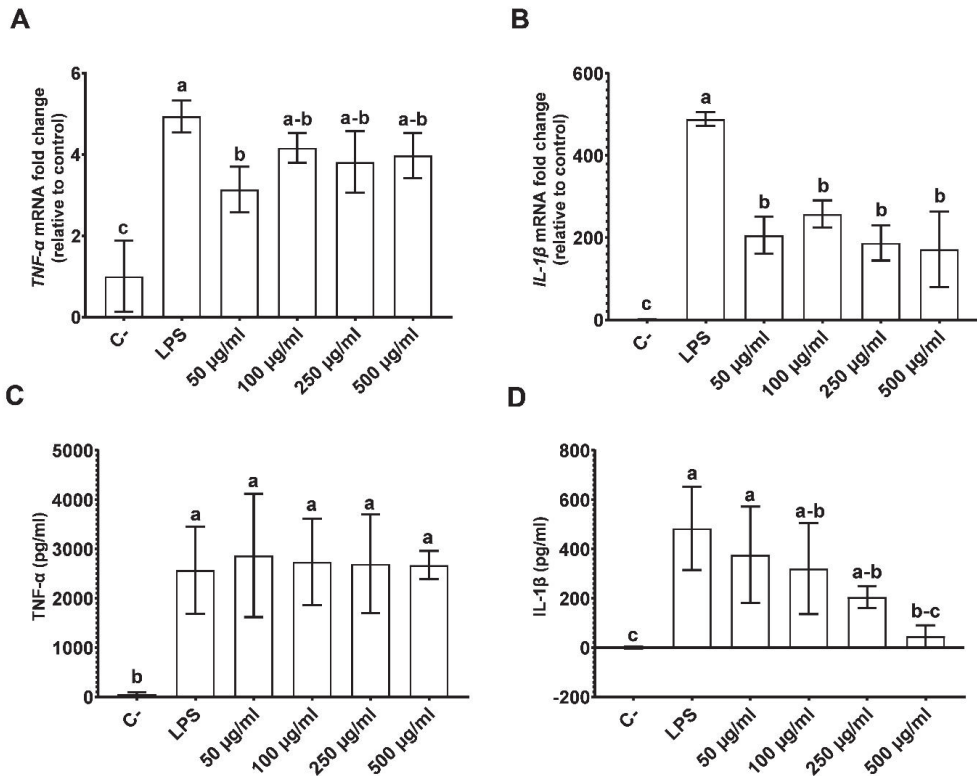 A
TNF-α mRNA fold change
(relative to control)
6
4
2
0
c
a
b
a-b
a-b
a-b
C-
LPS
50 µg/ml
100 µg/ml
250 µg/ml
500 µg/ml
B
IL-1β mRNA fold change
(relative to control)
600
400
200
0
c
a
b
b
b
b
C-
LPS
50 µg/ml
100 µg/ml
250 µg/ml
500 µg/ml
C
TNF-α (pg/ml)
5000
4000
3000
2000
1000
0
b
a
a
a
a
a
C-
LPS
50 µg/ml
100 µg/ml
250 µg/ml
500 µg/ml
D
IL-1β (pg/ml)
800
600
400
200
0
-200
c
a
a
a-b
a-b
b-c
C-
LPS
50 µg/ml
100 µg/ml
250 µg/ml
500 µg/ml